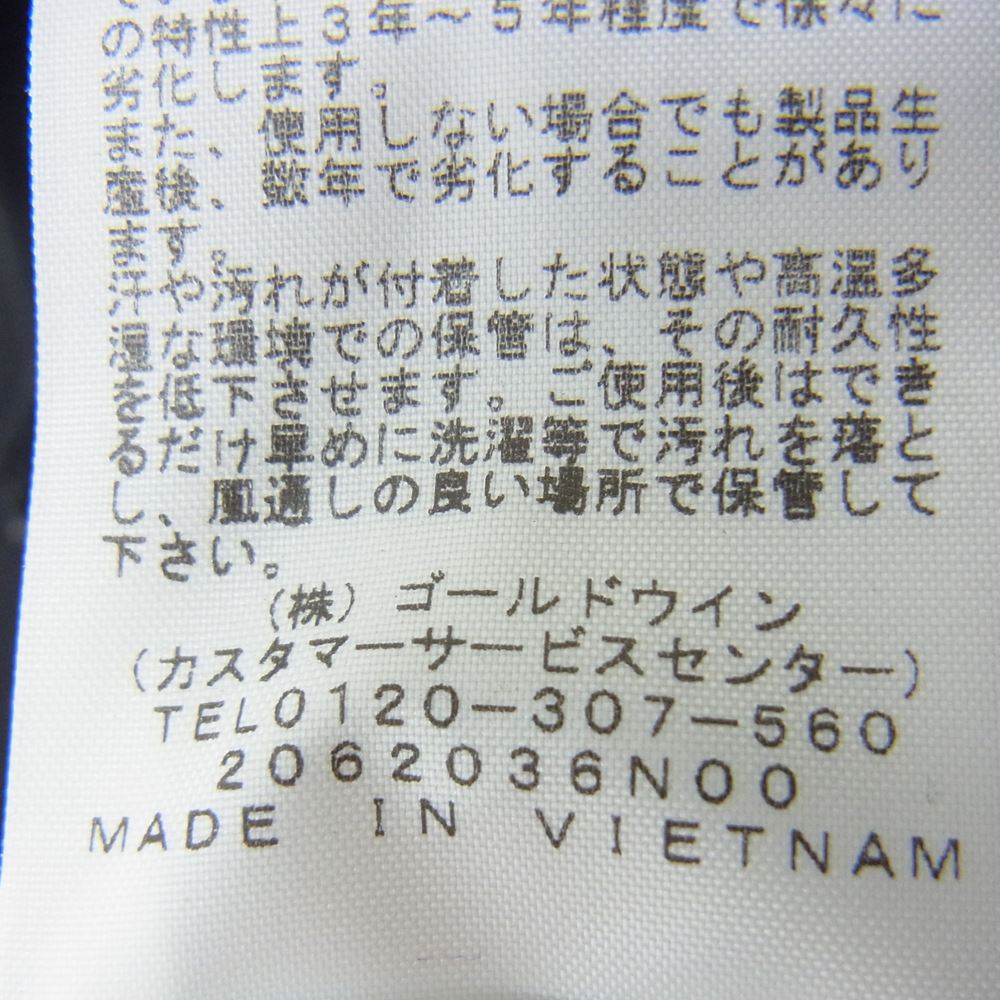 の特性上3年～5年程度で徐々に
劣化します。
また、使用しない場合でも製品生
産後、数年で劣化することがあり
ます。
汗や汚れが付着した状態や高温多
湿な環境での保管は、その耐久性
を低下させます。ご使用後はでき
るだけ早めに洗濯等で汚れを落とし
し、風通しの良い場所で保管して
下さい。
(株)ゴールドウイン
(カスタマーサービスセンター)
TEL0120-307-560
2062036N00
MADE IN VIETNAM